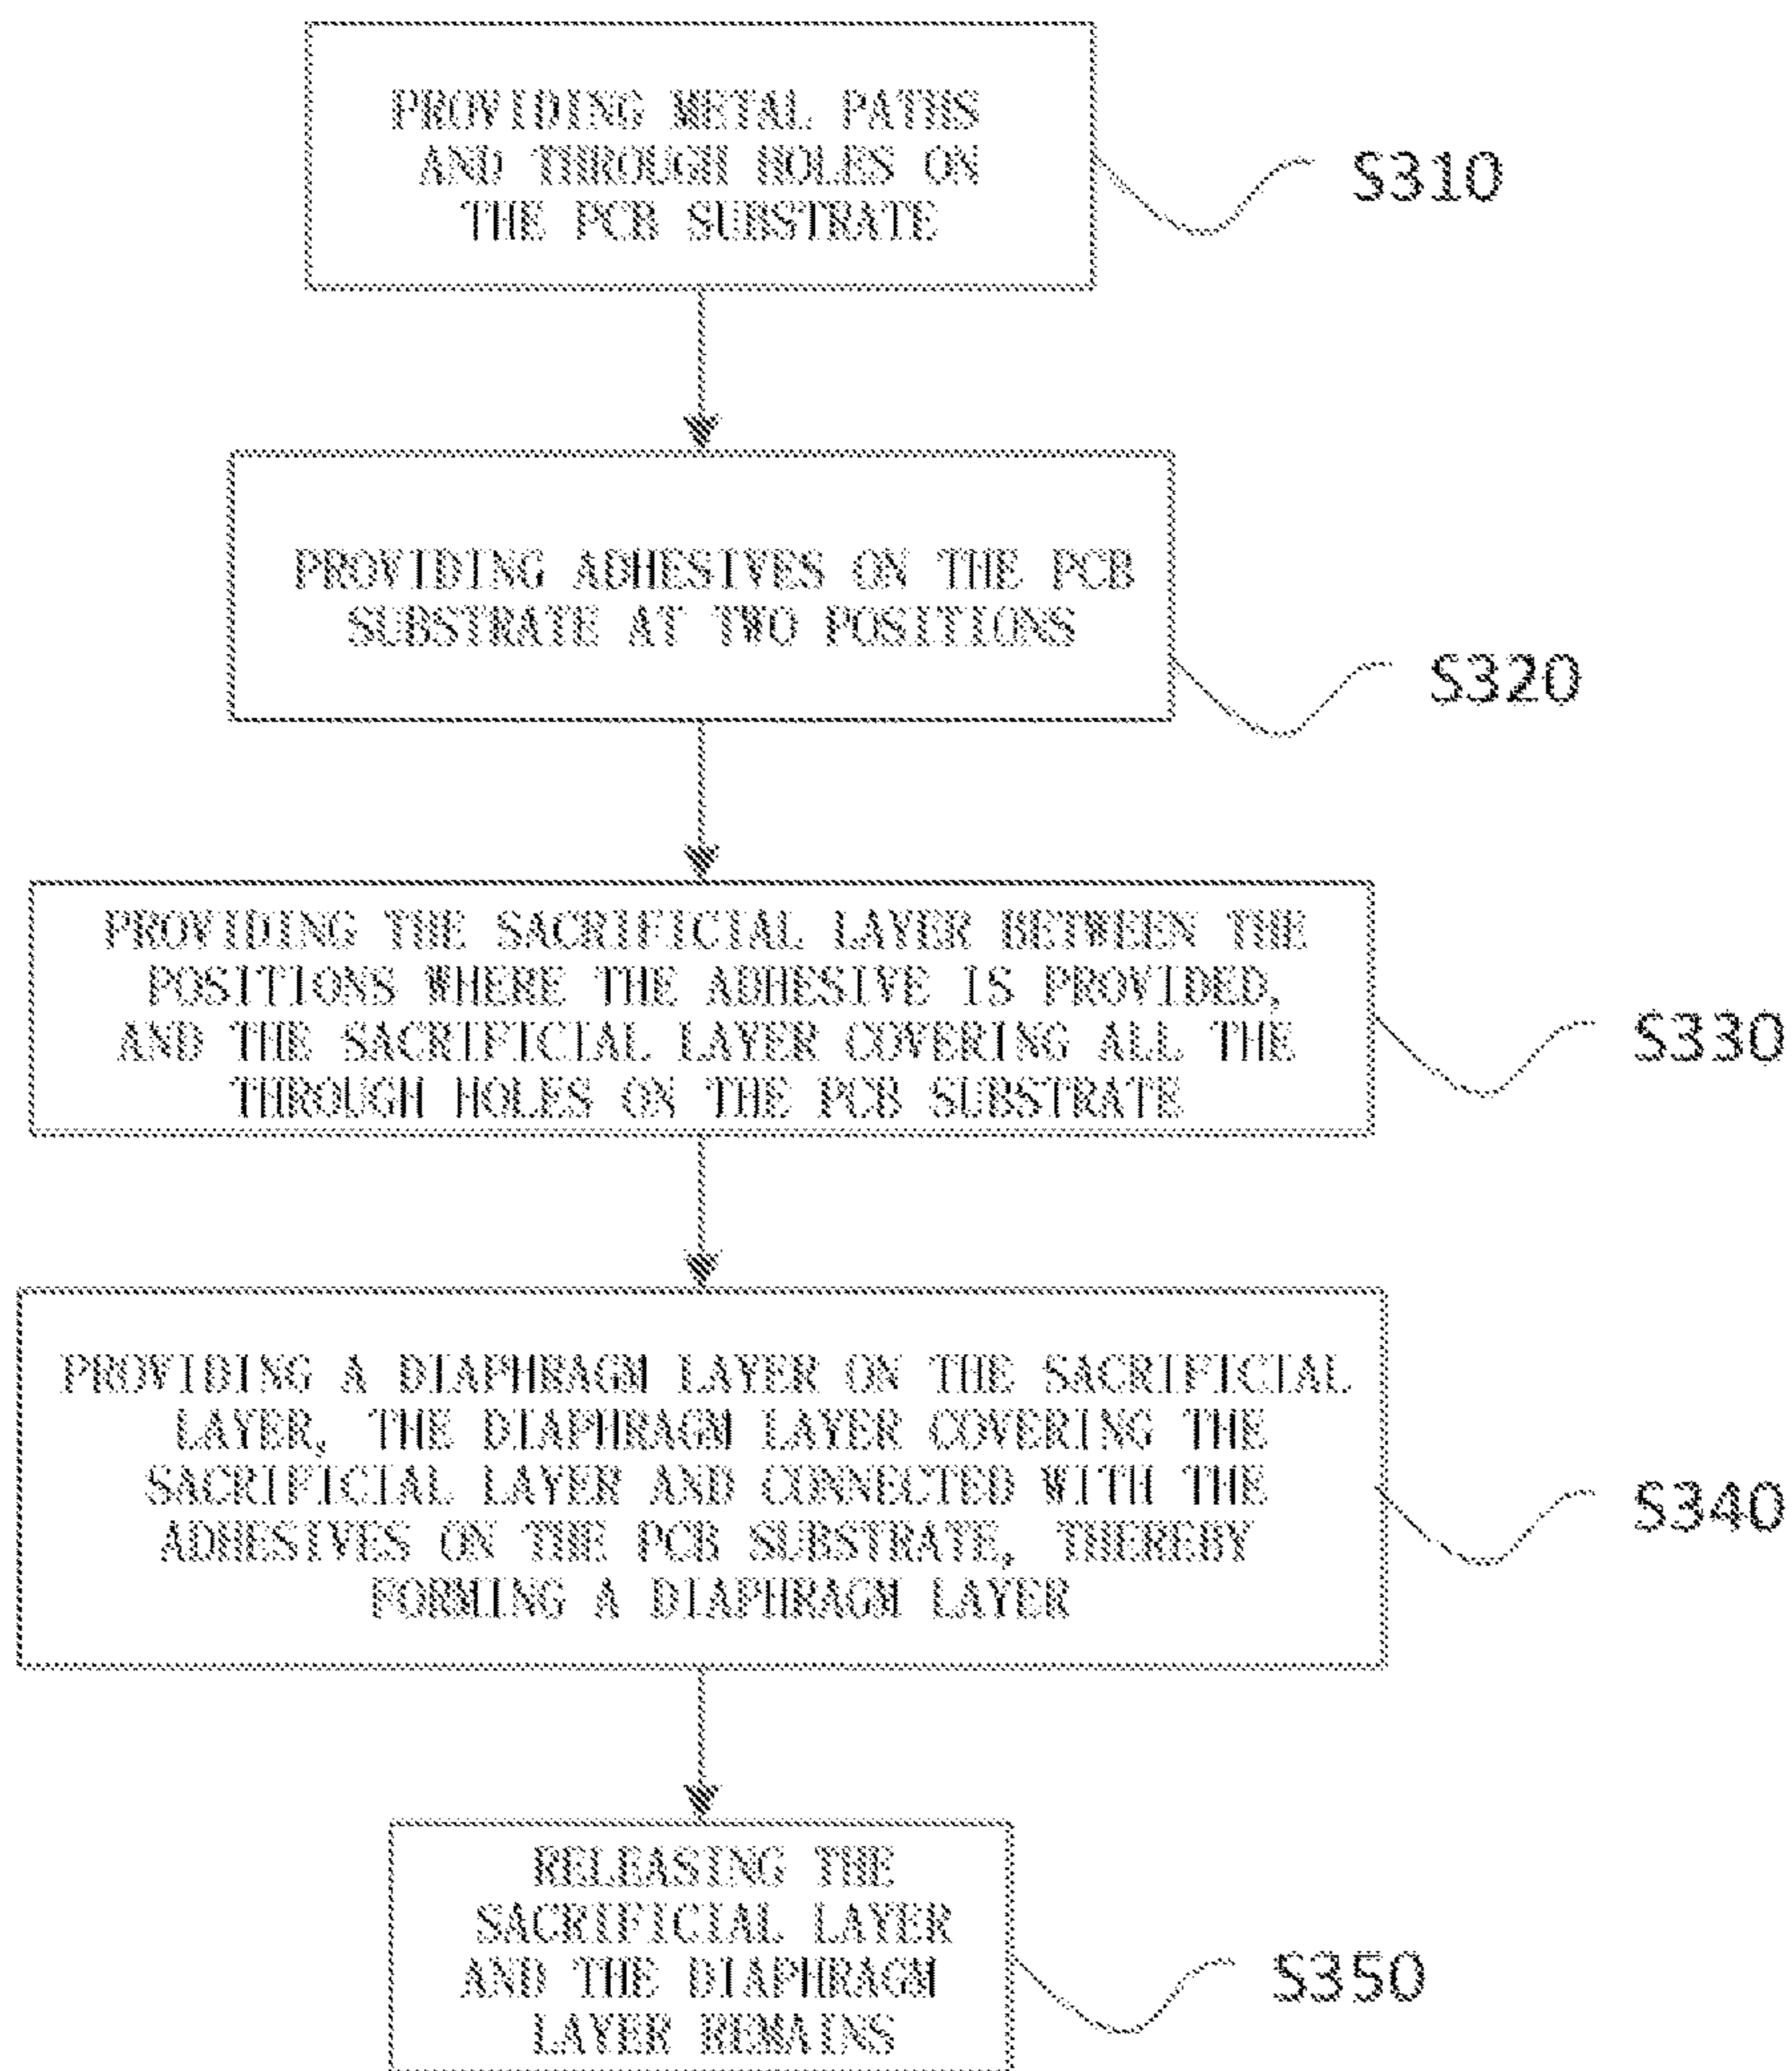 PROVIDING METAL PATHS
AND THROUGH HOLES ON
THE PCB SUBSTRATE
S310
PROVIDING ADHESIVES ON THE PCB
SUBSTRATE AT TWO POSITIONS
S320
PROVIDING THE SACRIFICIAL LAYER BETWEEN THE
POSITIONS WHERE THE ADHESIVE IS PROVIDED,
AND THE SACRIFICIAL LAYER COVERING ALL THE
THROUGH HOLES ON THE PCB SUBSTRATE
S330
PROVIDING A DIAPHRAGM LAYER ON THE SACRIFICIAL
LAYER, THE DIAPHRAGM LAYER COVERING THE
SACRIFICIAL LAYER AND CONNECTED WITH THE
ADHESIVES ON THE PCB SUBSTRATE, THEREBY
FORMING A DIAPHRAGM LAYER
S340
RELEASING THE
SACRIFICIAL LAYER
AND THE DIAPHRAGM
LAYER REMAINS
S350